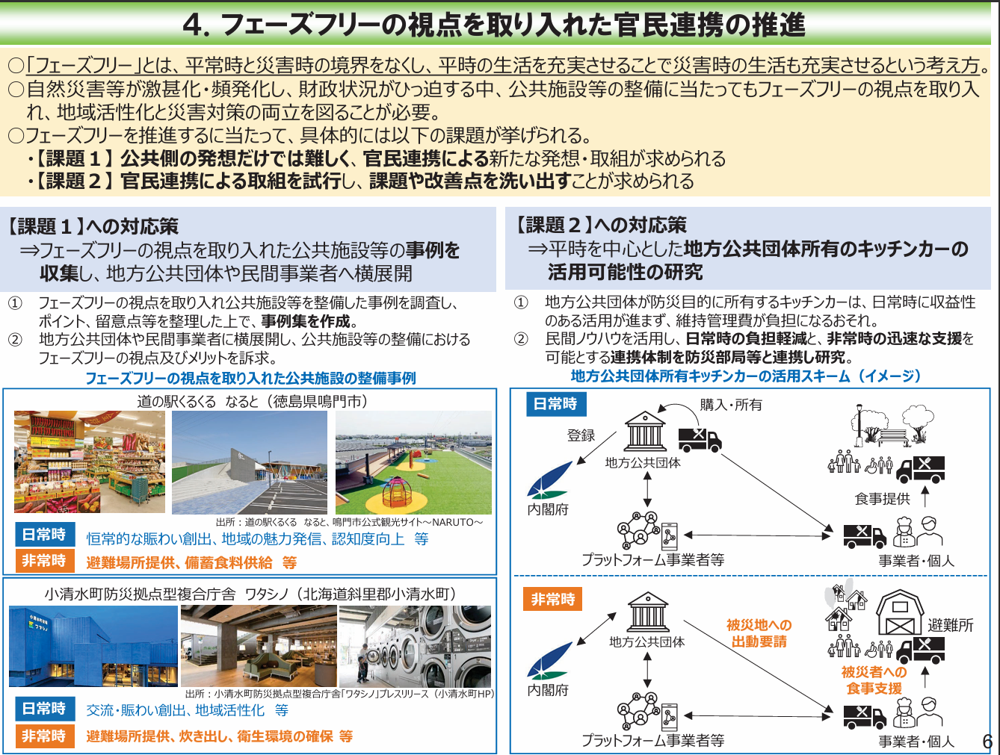 ４．フェーズフリーの視点を取り入れた官民連携の推進
○「フェーズフリー」とは、平常時と災害時の境界をなくし、平時の生活を充実させることで災害時の生活も充実させるという考え方。
○自然災害等が激甚化・頻発化し、財政状況がひっ迫する中、公共施設等の整備に当たってもフェーズフリーの視点を取り入
れ、地域活性化と災害対策の両立を図ることが必要。
○フェーズフリーを推進するに当たって、具体的には以下の課題が挙げられる。
・【課題１】公共側の発想だけでは難しく、官民連携による新たな発想・取組が求められる
・【課題２】官民連携による取組を試行し、課題や改善点を洗い出すことが求められる
【課題１】への対応策
⇒フェーズフリーの視点を取り入れた公共施設等の事例を
収集し、地方公共団体や民間事業者へ横展開
① フェーズフリーの視点を取り入れ公共施設等を整備した事例を調査し、
ポイント、留意点等を整理した上で、事例集を作成。
② 地方公共団体や民間事業者に横展開し、公共施設等の整備における
フェーズフリーの視点及びメリットを訴求。
フェーズフリーの視点を取り入れた公共施設の整備事例
道の駅くるくる なると（徳島県鳴門市）
出所：道の駅くるくる なると、鳴門市公式観光サイト～NARUTO～
日常時 恒常的な賑わい創出、地域の魅力発信、認知度向上 等
非常時 避難場所提供、備蓄食料供給 等
小清水町防災拠点型複合庁舎 ワタシノ（北海道斜里郡小清水町）
ワタシノ
出所：小清水町防災拠点型複合庁舎「ワタシノ」プレスリリース（小清水町HP）
日常時 交流・賑わい創出、地域活性化 等
非常時 避難場所提供、炊き出し、衛生環境の確保 等
【課題２】への対応策
⇒平時を中心とした地方公共団体所有のキッチンカーの
活用可能性の研究
① 地方公共団体が防災目的に所有するキッチンカーは、日常時に収益性
のある活用が進まず、維持管理費が負担になるおそれ。
② 民間ノウハウを活用し、日常時の負担軽減と、非常時の迅速な支援を
可能とする連携体制を防災部局等と連携し研究。
地方公共団体所有キッチンカーの活用スキーム（イメージ）
日常時
購入・所有
登録
地方公共団体
内閣府
食事提供
プラットフォーム事業者等
事業者・個人
非常時
被災地への
出動要請
避難所
地方公共団体
内閣府
被災者への
食事支援
プラットフォーム事業者等
事業者・個人
6